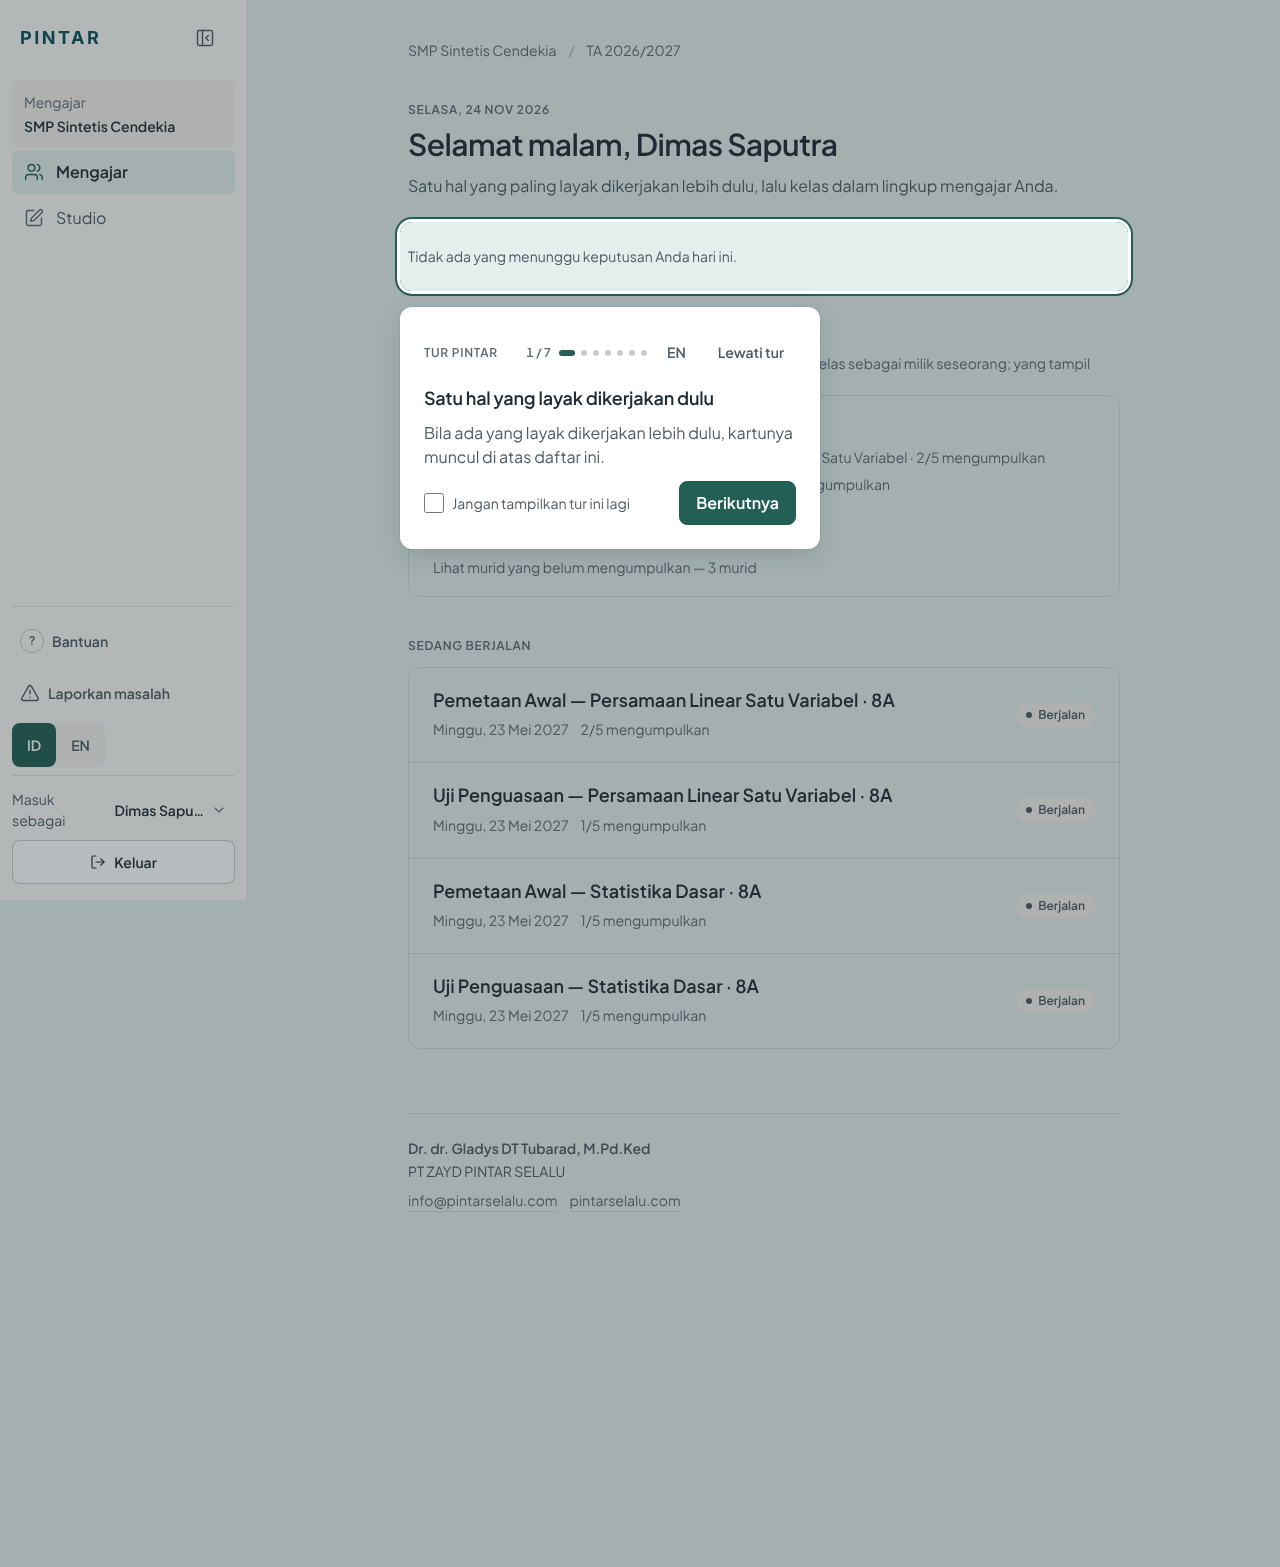 PINTAR
Mengajar
SMP Sintetis Cendekia
Mengajar
Studio
?
Bantuan
Laporkan masalah
ID
EN
Masuk sebagai
Dimas Sapu...
Keluar
SMP Sintetis Cendekia / TA 2026/2027
SELASA, 24 NOV 2026
Selamat malam, Dimas Saputra
Satu hal yang paling layak dikerjakan lebih dulu, lalu kelas dalam lingkup mengajar Anda.
Tidak ada yang menunggu keputusan Anda hari ini.
TUR PINTAR
1/7
EN
Lewati tur
Satu hal yang layak dikerjakan dulu
Bila ada yang layak dikerjakan lebih dulu, kartunya
muncul di atas daftar ini.
Jangan tampilkan tur ini lagi
Berikutnya
elas sebagai milik seseorang; yang tampil
Satu Variabel · 2/5 mengumpulkan
gumpulkan
Lihat murid yang belum mengumpulkan — 3 murid
SEDANG BERJALAN
Pemetaan Awal — Persamaan Linear Satu Variabel · 8A
Minggu, 23 Mei 2027 2/5 mengumpulkan
Berjalan
Uji Penguasaan — Persamaan Linear Satu Variabel · 8A
Minggu, 23 Mei 2027 1/5 mengumpulkan
Berjalan
Pemetaan Awal — Statistika Dasar · 8A
Minggu, 23 Mei 2027 1/5 mengumpulkan
Berjalan
Uji Penguasaan — Statistika Dasar · 8A
Minggu, 23 Mei 2027 1/5 mengumpulkan
Berjalan
Dr. dr. Gladys DT Tubarad, M.Pd.Ked
PT ZAYD PINTAR SELALU
info@pintarselalu.com pintarselalu.com